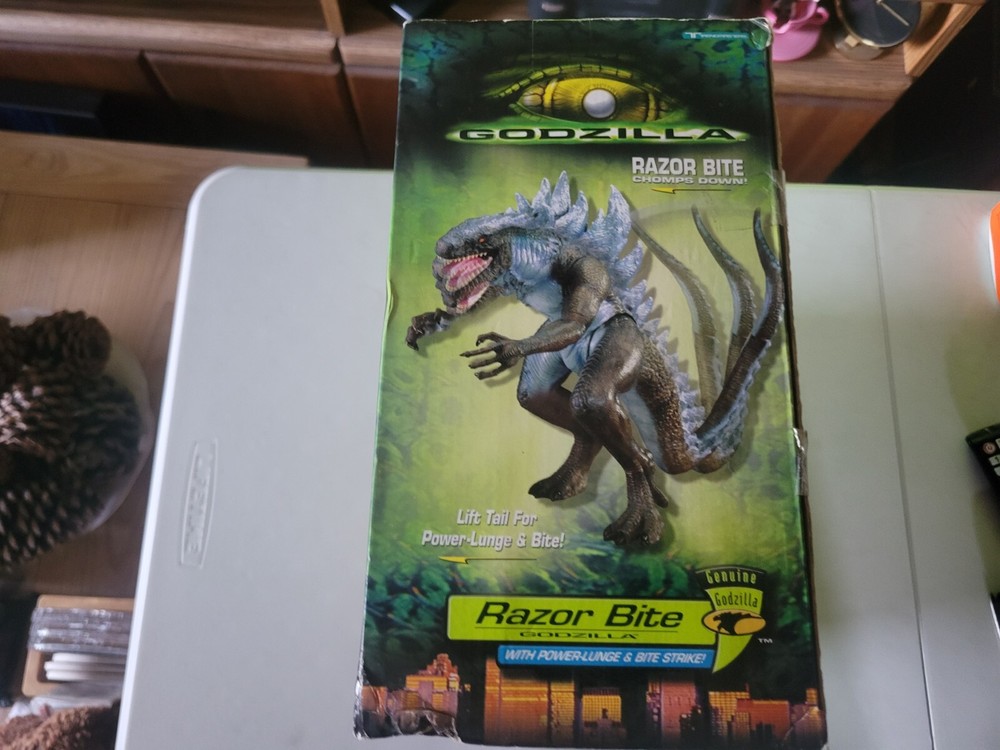 GODZILLA
RAZOR BITE
CHOMPS DOWN!
Lift Tail For
Power-Lunge & Bite!
Genuine
Godzilla
TM
Razor Bite
GODZILLA
WITH POWER-LUNGE & BITE STRIKE!